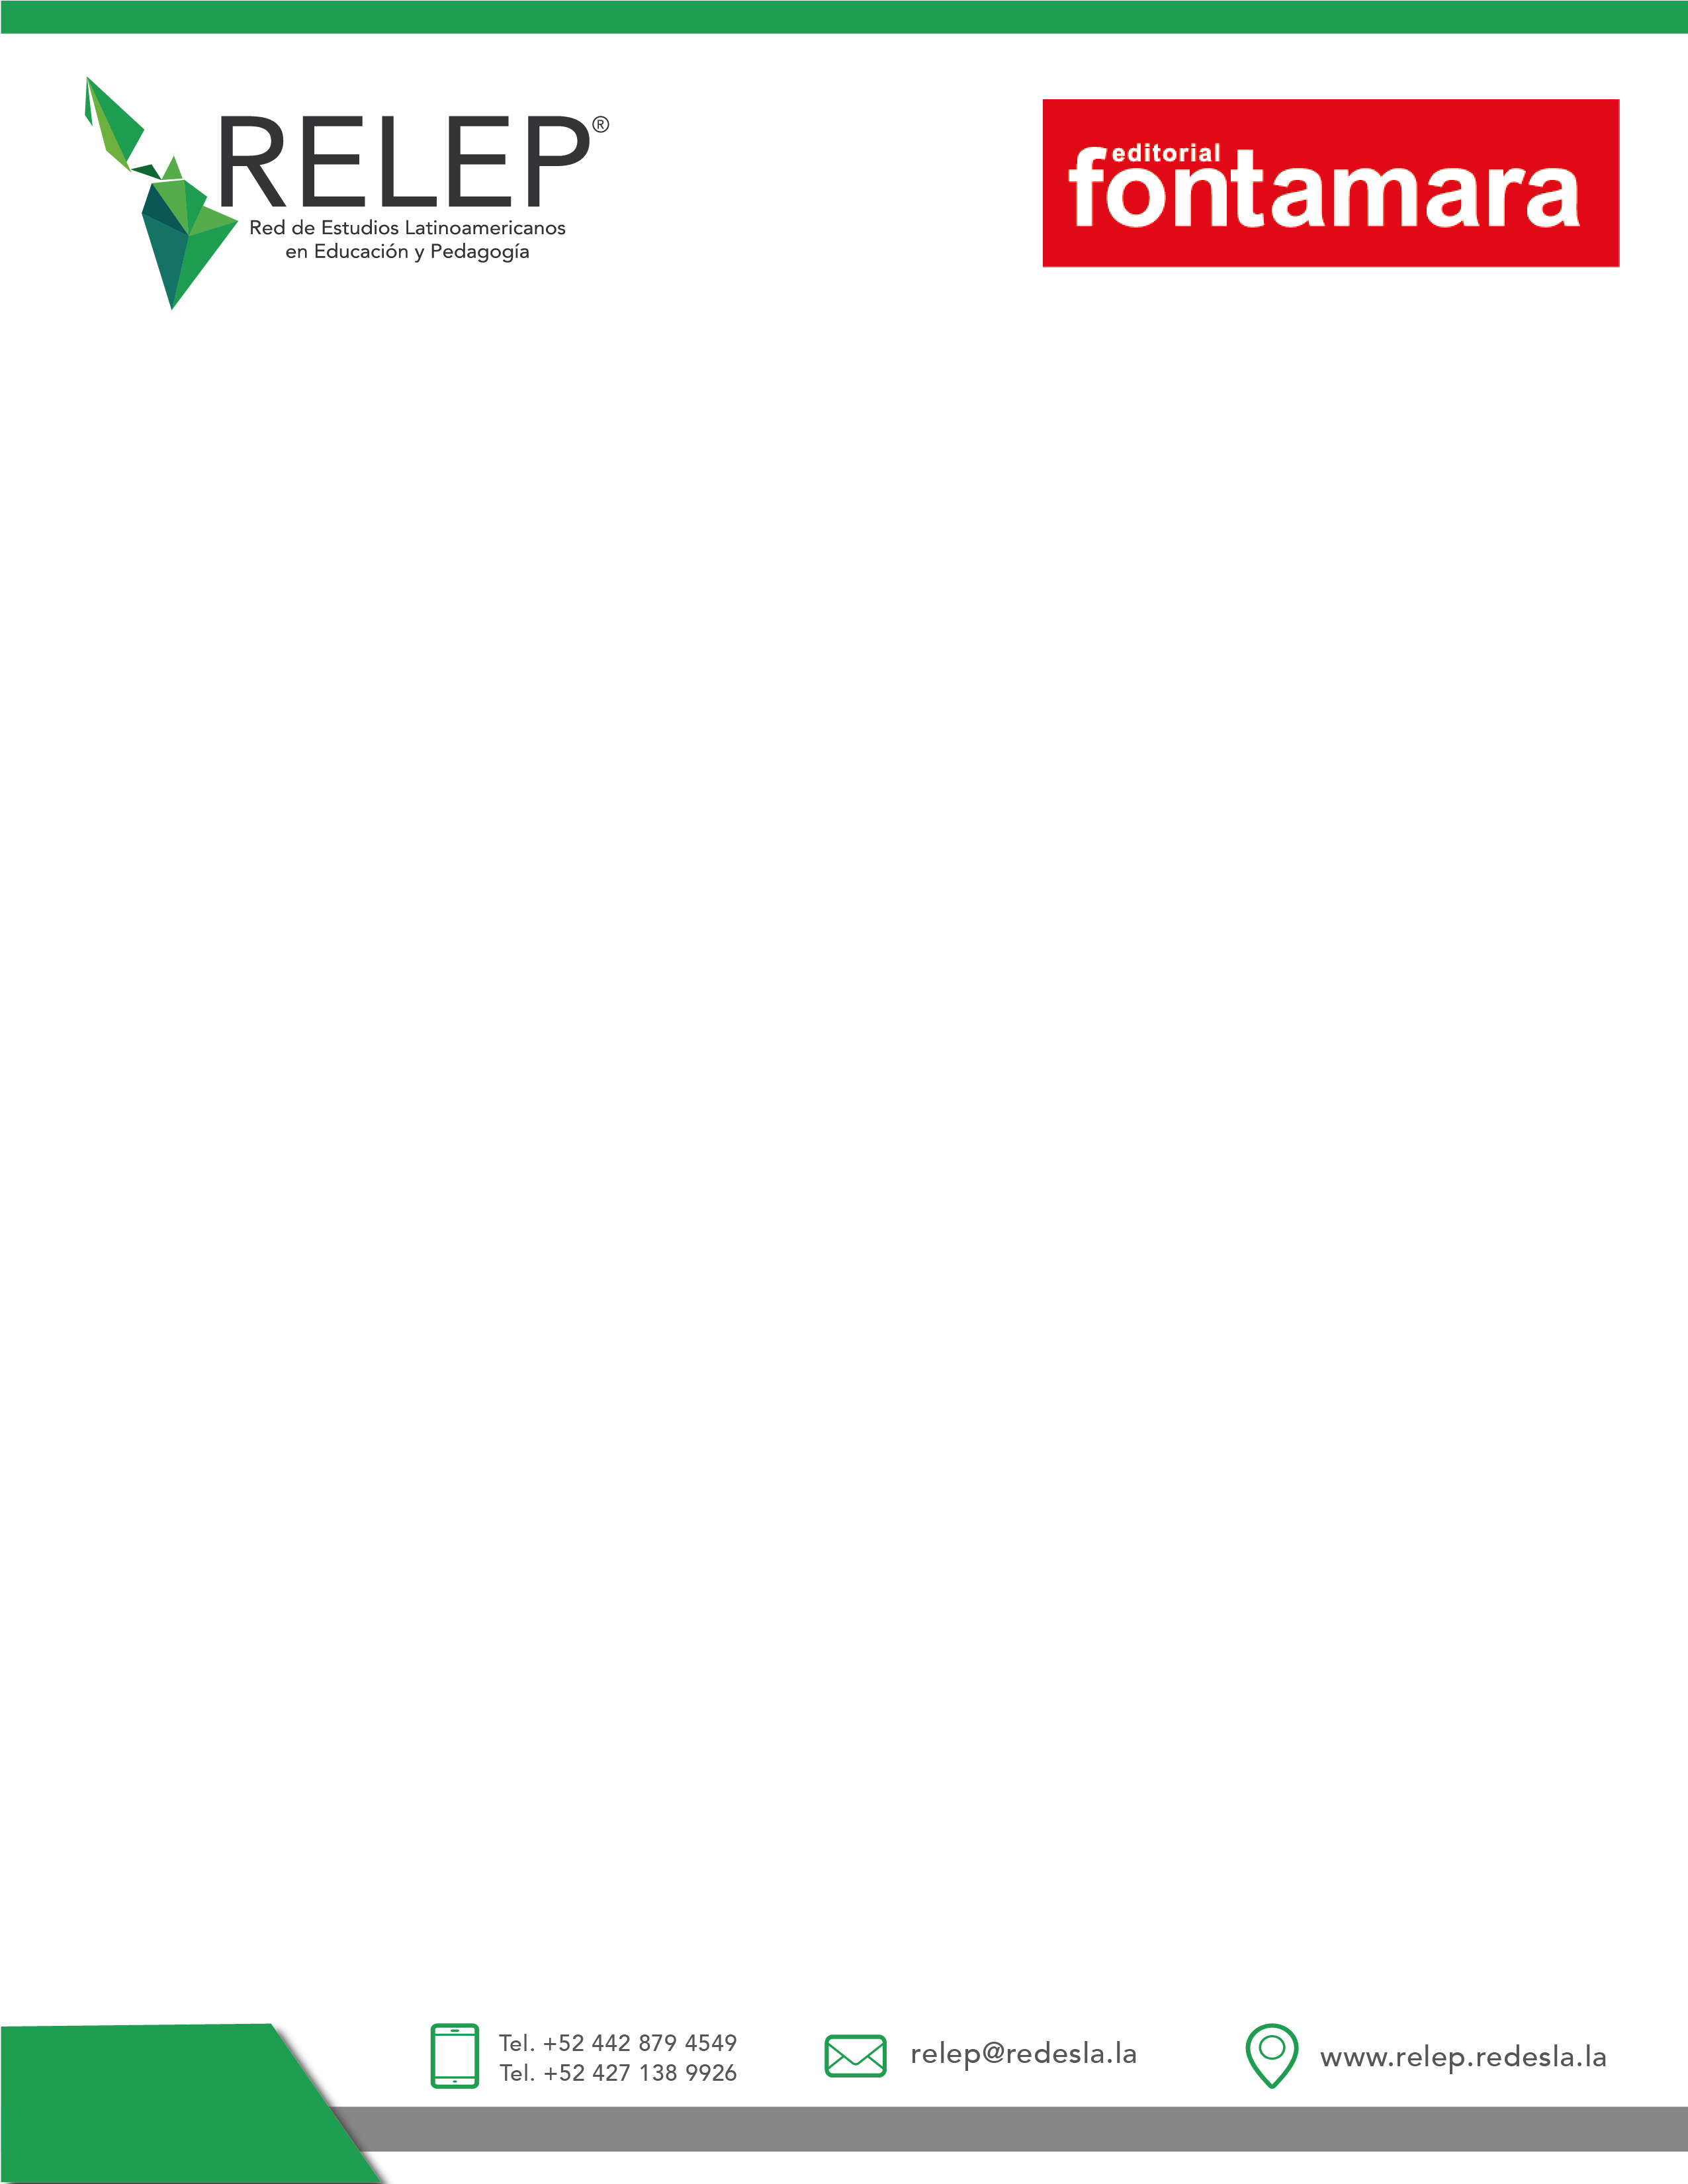 RELEP®
Red de Estudios Latinoamericanos
en Educación y Pedagogía
editorial
fontamara
Tel. +52 442 879 4549
Tel. +52 427 138 9926
relep@redesla.la
www.relep.redesla.la